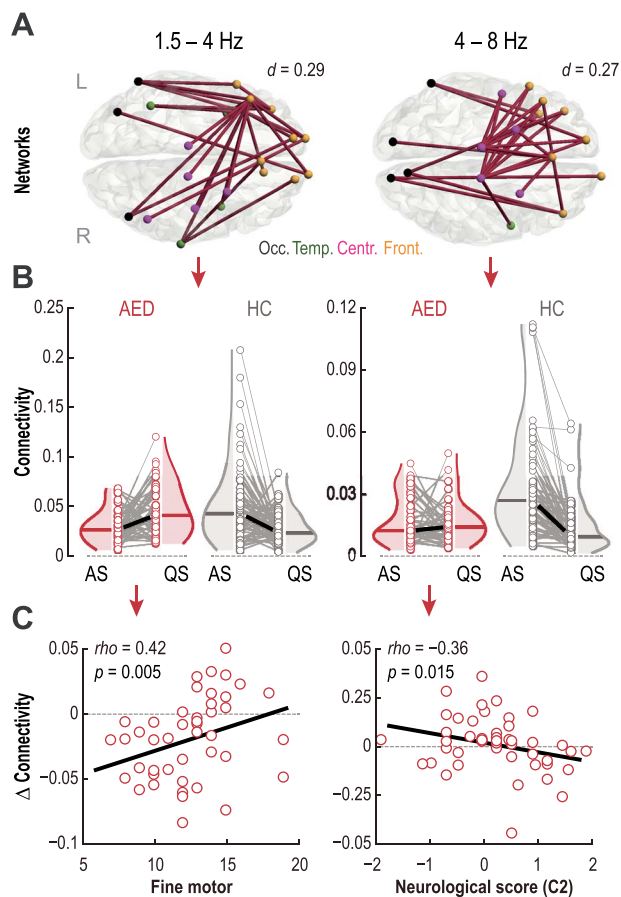 A
1.5 – 4 Hz
4 – 8 Hz
L
d = 0.29
d = 0.27
Networks
R
Occ. Temp. Centr. Front.
B
0.25
0.2
0.15
0.1
0.05
0
Connectivity
AED
HC
AS
QS
AS
QS
0.12
0.09
0.06
0.03
0
AED
HC
AS
QS
AS
QS
C
0.05
0
−0.05
−0.1
Δ Connectivity
rho = 0.42
p = 0.005
5
10
15
20
Fine motor
0.05
0.25
0
−0.25
−0.05
rho = −0.36
p = 0.015
−2
−1
0
1
2
Neurological score (C2)